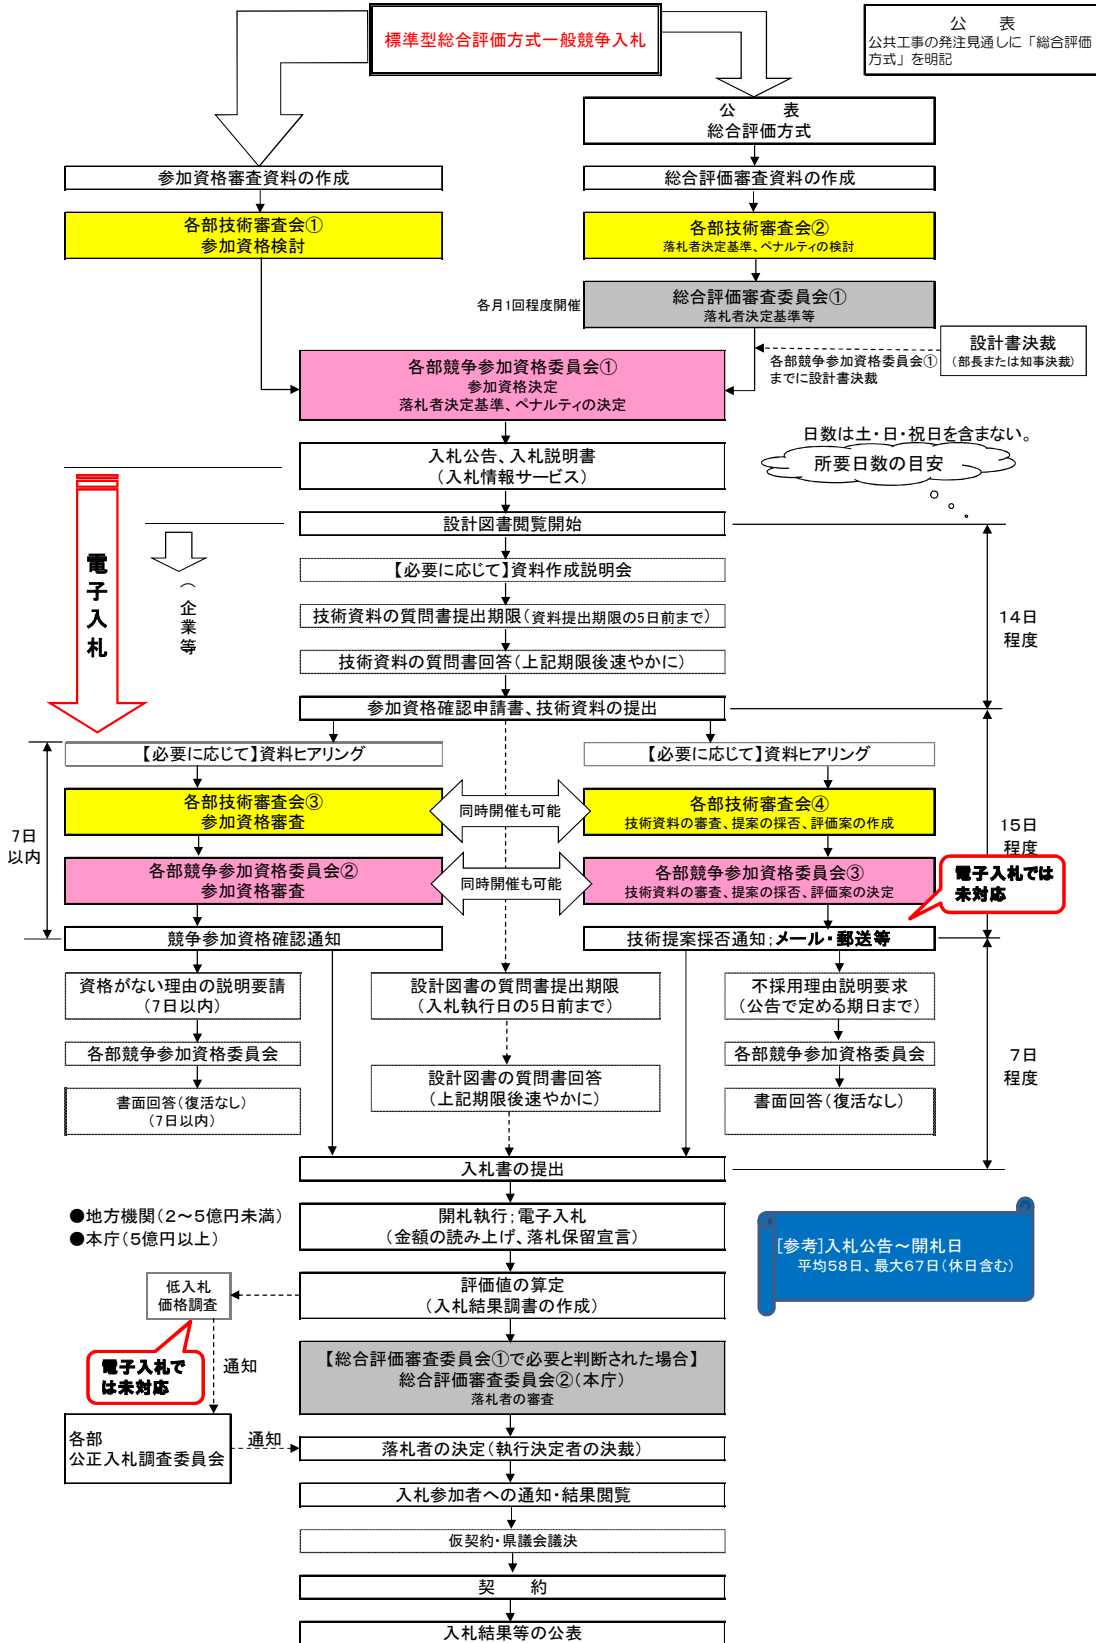 標準型総合評価方式一般競争入札
公　表
公共工事の発注見通しに「総合評価
方式」を明記
公　表
総合評価方式
参加資格審査資料の作成
総合評価審査資料の作成
各部技術審査会①
参加資格検討
各部技術審査会②
落札者決定基準、ペナルティの検討
各月1回程度開催
総合評価審査委員会①
落札者決定基準等
設計書決裁
(部長または知事決裁)
各部競争参加資格委員会①
までに設計書決裁
各部競争参加資格委員会①
参加資格決定
落札者決定基準、ペナルティの決定
日数は土・日・祝日を含まない。
所要日数の目安
入札公告、入札説明書
(入札情報サービス)
設計図書閲覧開始
電子入札
（企業等
【必要に応じて】資料作成説明会
技術資料の質問書提出期限(資料提出期限の5日前まで)
技術資料の質問書回答(上記期限後速やかに)
14日
程度
参加資格確認申請書、技術資料の提出
【必要に応じて】資料ヒアリング
【必要に応じて】資料ヒアリング
各部技術審査会③
参加資格審査
同時開催も可能
各部技術審査会④
技術資料の審査、提案の採否、評価案の作成
7日
以内
15日
程度
各部競争参加資格委員会②
参加資格審査
同時開催も可能
各部競争参加資格委員会③
技術資料の審査、提案の採否、評価案の決定
電子入札では
未対応
競争参加資格確認通知
技術提案採否通知;メール・郵送等
資格がない理由の説明要請
(7日以内)
設計図書の質問書提出期限
(入札執行日の5日前まで)
不採用理由説明要求
(公告で定める期日まで)
各部競争参加資格委員会
各部競争参加資格委員会
7日
程度
設計図書の質問書回答
(上記期限後速やかに)
書面回答(復活なし)
(7日以内)
書面回答(復活なし)
入札書の提出
●地方機関(2～5億円未満)
●本庁(5億円以上)
開札執行;電子入札
(金額の読み上げ、落札保留宣言)
[参考]入札公告～開札日
平均58日、最大67日(休日含む)
低入札
価格調査
評価値の算定
(入札結果調書の作成)
電子入札で
は未対応
通知
【総合評価審査委員会①で必要と判断された場合】
総合評価審査委員会②(本庁)
落札者の審査
各部
公正入札調査委員会
通知
落札者の決定(執行決定者の決裁)
入札参加者への通知・結果閲覧
仮契約・県議会議決
契　約
入札結果等の公表